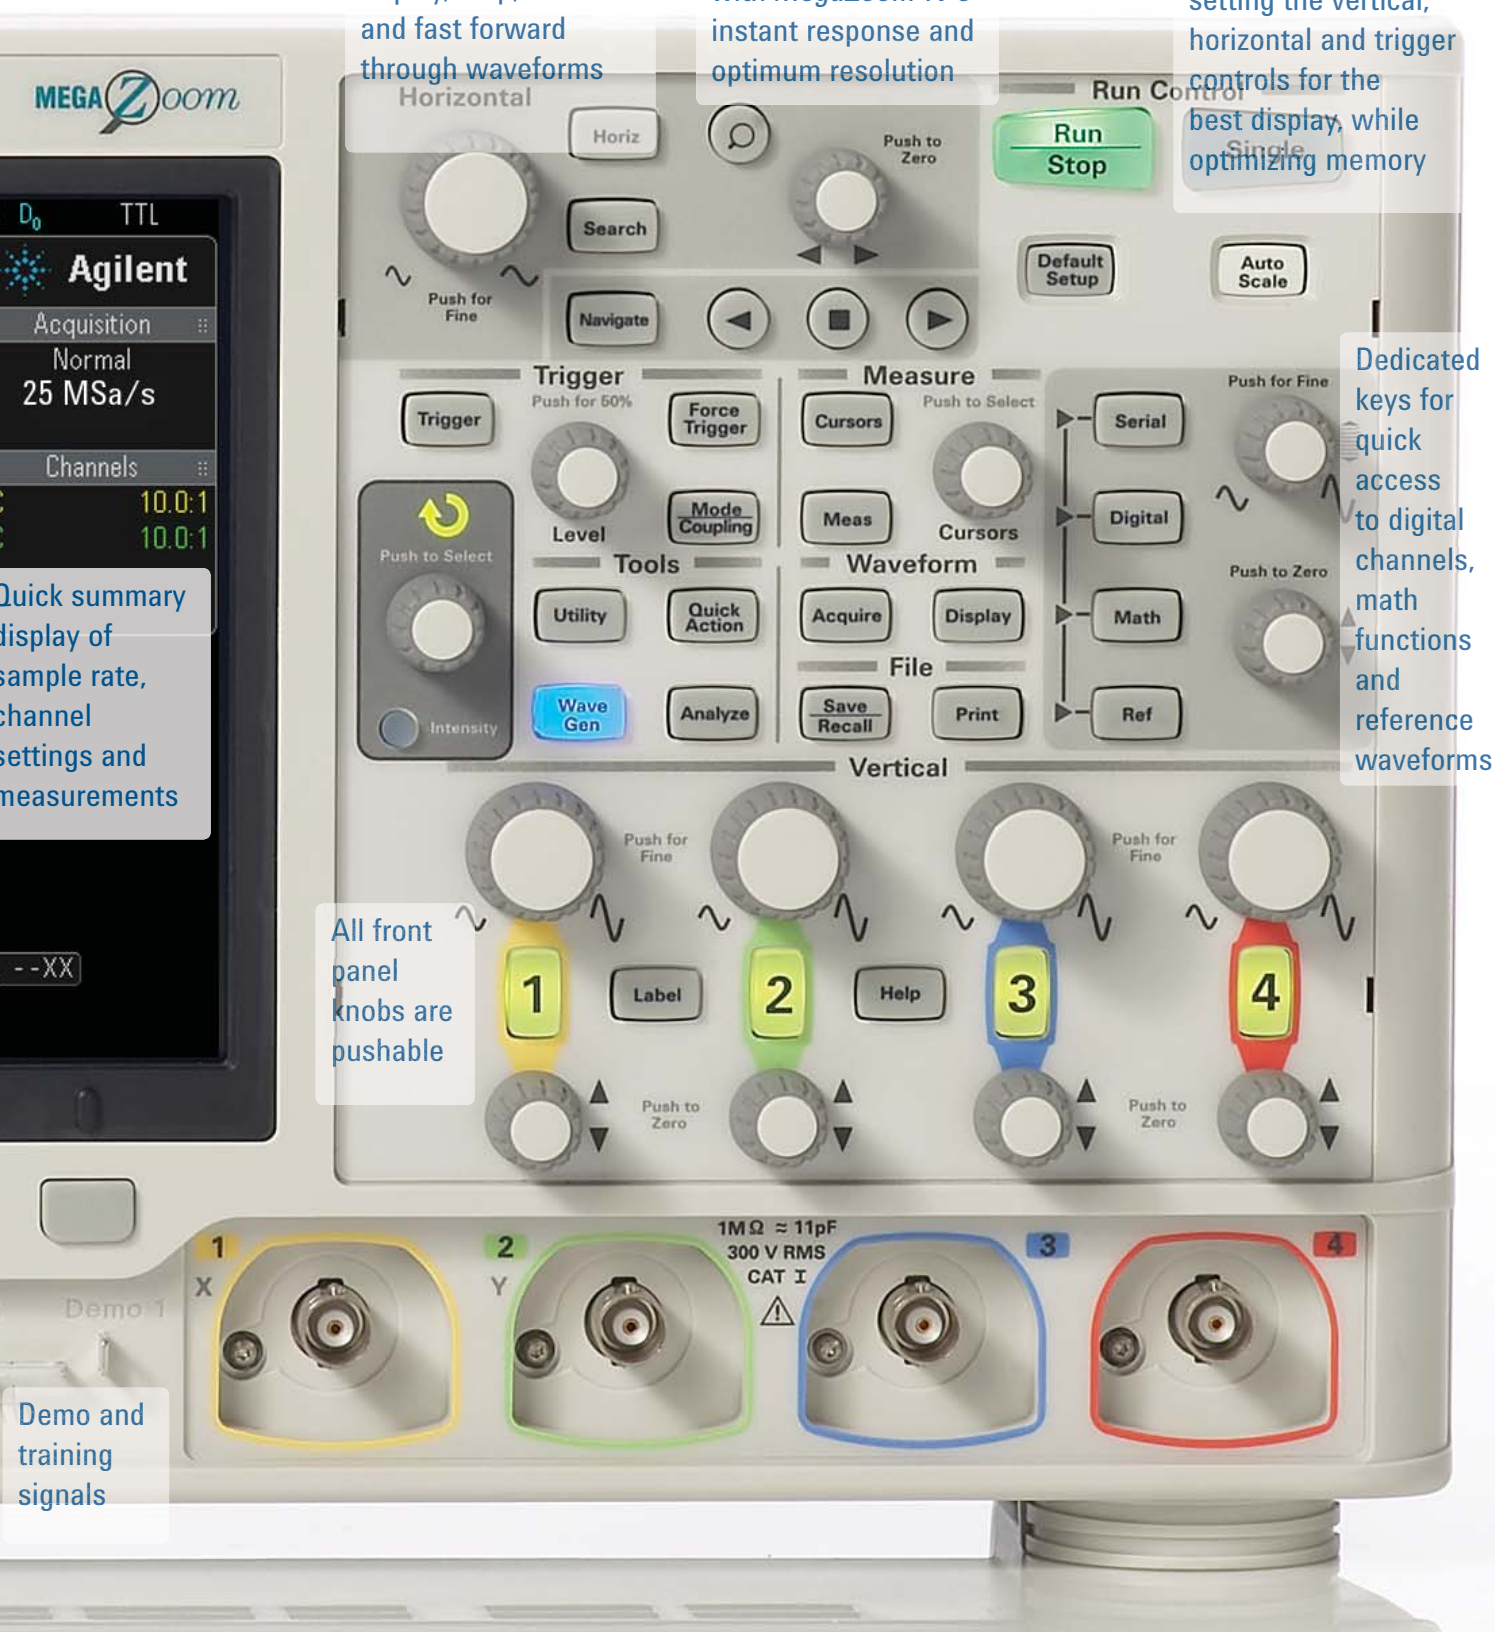 and fast forward
through waveforms
instant response and
optimum resolution
setting the vertical,
horizontal and trigger
controls for the
best display, while
optimizing memory
MEGA Zoom
Horizontal
Horiz
Search
Push to
Zero
Push for
Fine
Navigate
Run Control
Run
Stop
Single
Default
Setup
Auto
Scale
D0 TTL
Agilent
Acquisition
Normal
25 MSa/s
Channels
10.0:1
10.0:1
Quick summary
display of
sample rate,
channel
settings and
measurements
--XX
Trigger
Push for 50%
Trigger
Force
Trigger
Level
Mode
Coupling
Measure
Push to Select
Cursors
Meas
Cursors
Push to Select
Intensity
Tools
Utility
Quick
Action
Wave
Gen
Analyze
Waveform
Acquire
Display
File
Save
Recall
Print
Serial
Digital
Math
Ref
Push for Fine
Push to Zero
Dedicated
keys for
quick
access
to digital
channels,
math
functions
and
reference
waveforms
Vertical
Push for
Fine
Push for
Fine
All front
panel
knobs are
pushable
1
Label
2
Help
3
4
Push to
Zero
Push to
Zero
1
X
2
Y
1MΩ ≈ 11pF
300 V RMS
CAT I
3
4
Demo 1
Demo and
training
signals